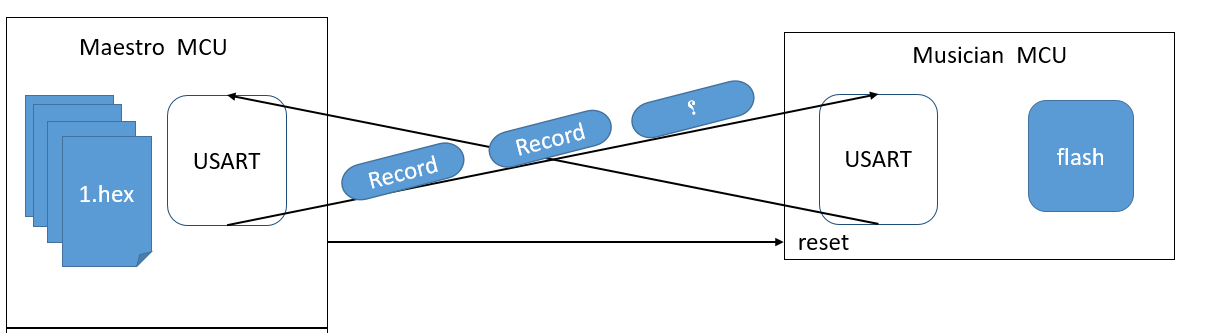 Maestro MCU
Musician MCU
1.hex
USART
Record
Record
؟
USART
flash
reset